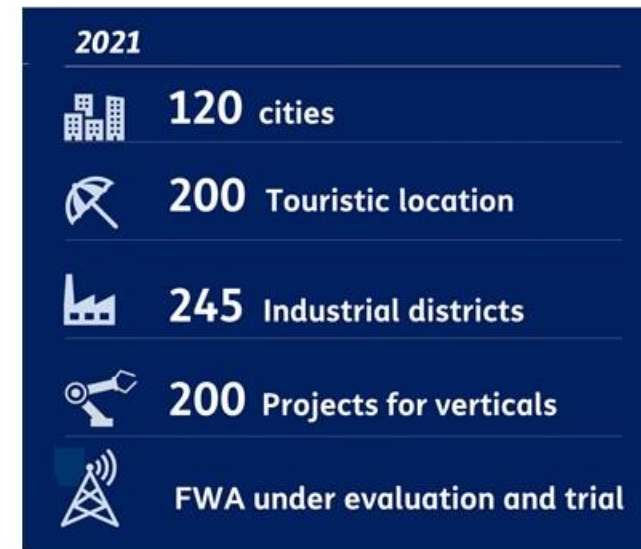 2021
120 cities
200 Touristic location
245 Industrial districts
200 Projects for verticals
FWA under evaluation and trial